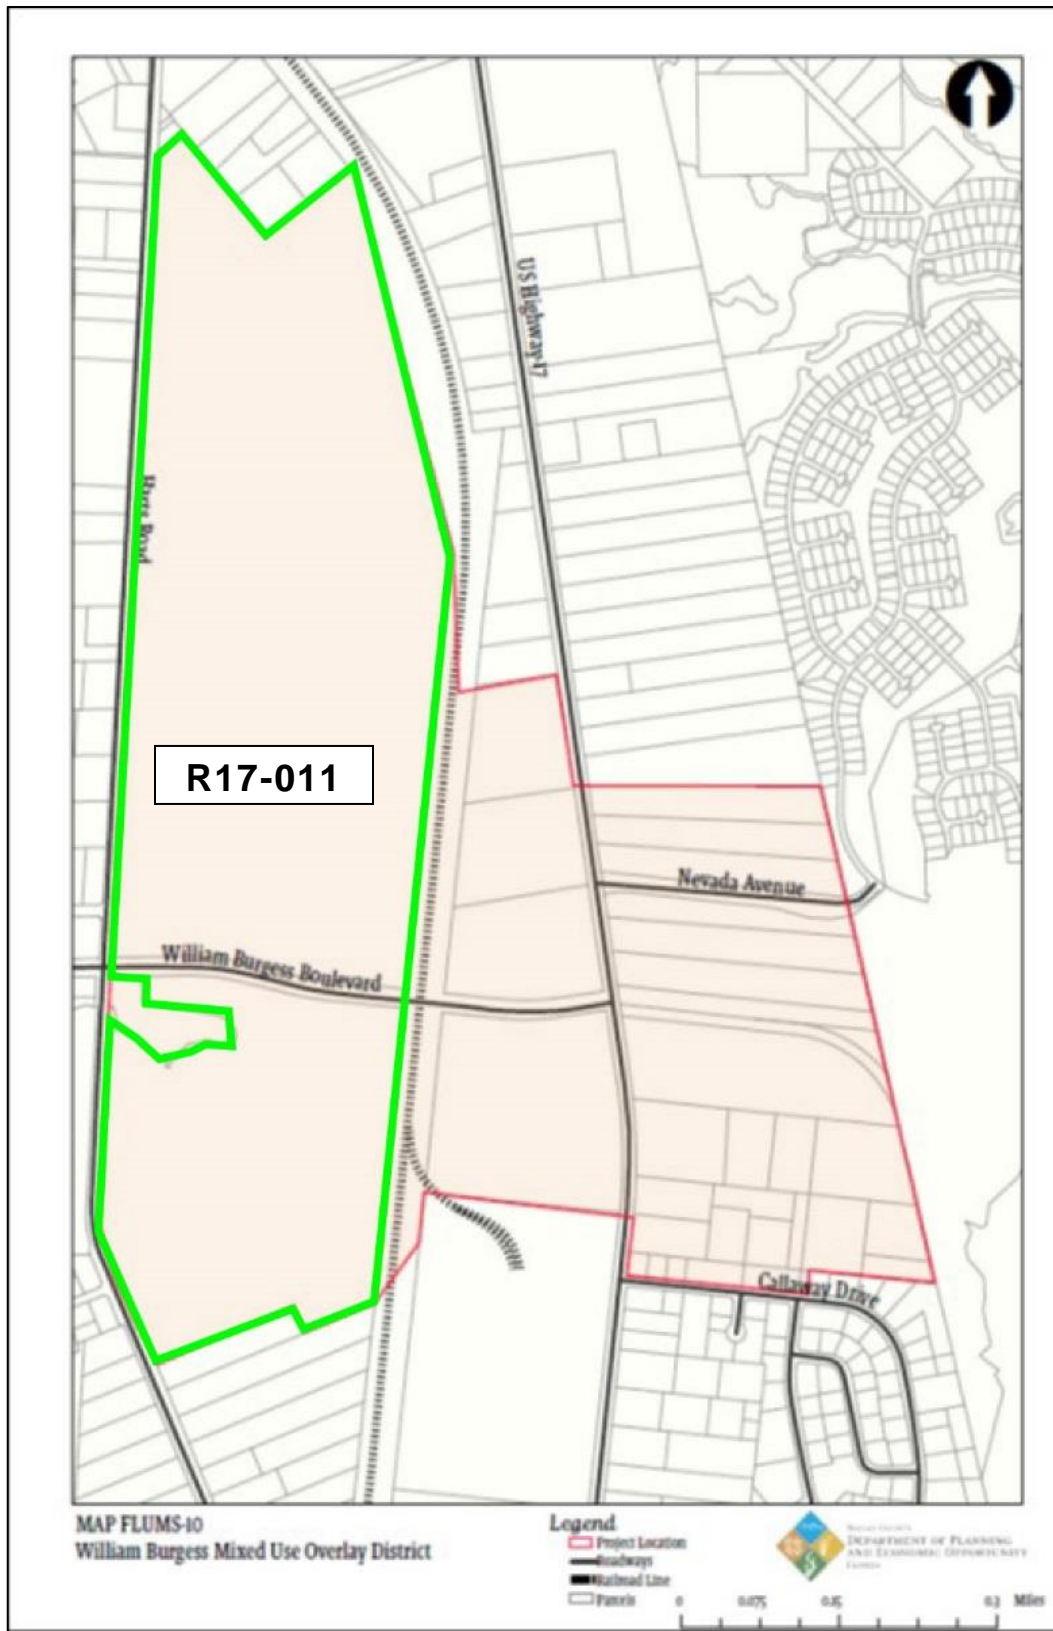 US Highway 17
R17-011
Nevada Avenue
William Burgess Boulevard
Callaway Drive
MAP FLUMS-10
William Burgess Mixed Use Overlay District
Legend
Project Location
Roadways
Railroad Line
Parcels
DEPARTMENT OF PLANNING
AND ECONOMIC OPPORTUNITY
0 0.075 0.15 0.3 Miles